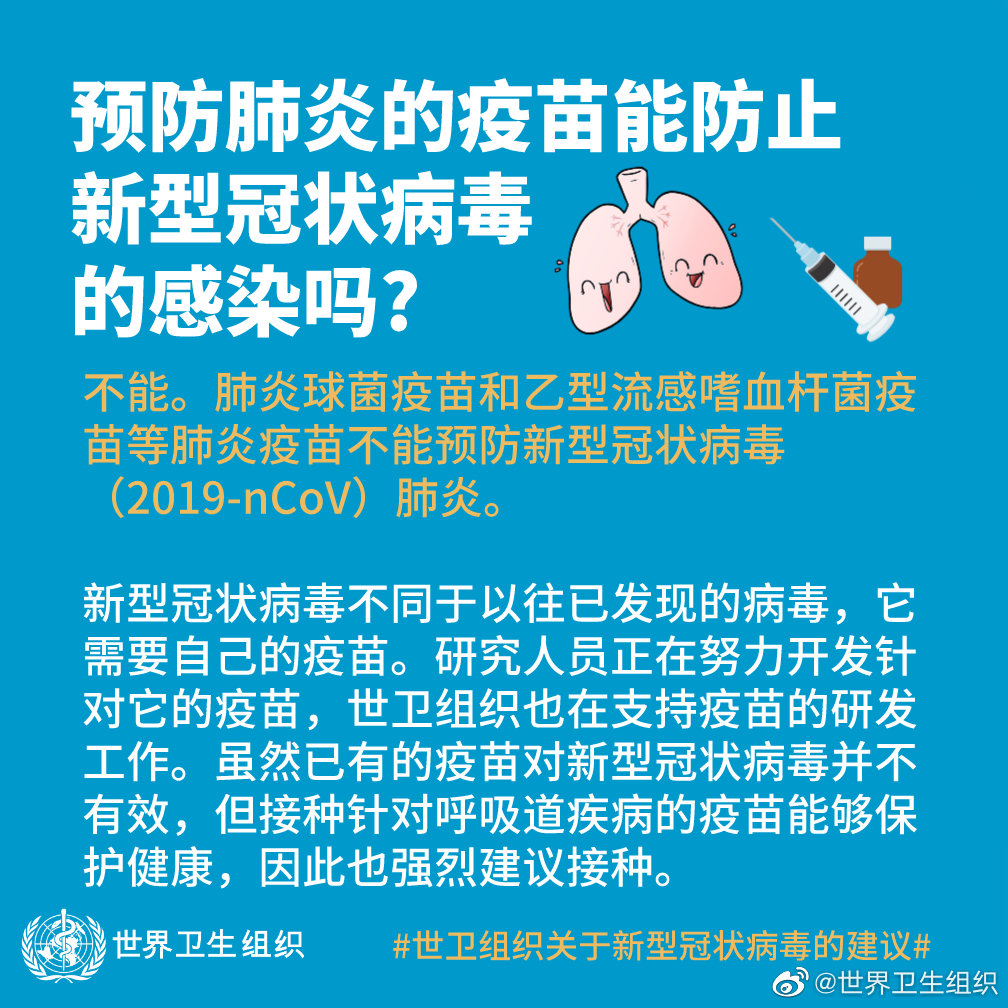 预防肺炎的疫苗能防止
新型冠状病毒
的感染吗?
不能。肺炎球菌疫苗和乙型流感嗜血杆菌疫
苗等肺炎疫苗不能预防新型冠状病毒
（2019-nCoV）肺炎。
新型冠状病毒不同于以往已发现的病毒，它
需要自己的疫苗。研究人员正在努力开发针
对它的疫苗，世卫组织也在支持疫苗的研发
工作。虽然已有的疫苗对新型冠状病毒并不
有效，但接种针对呼吸道疾病的疫苗能够保
护健康，因此也强烈建议接种。
世界卫生组织
#世卫组织关于新型冠状病毒的建议#
@世界卫生组织